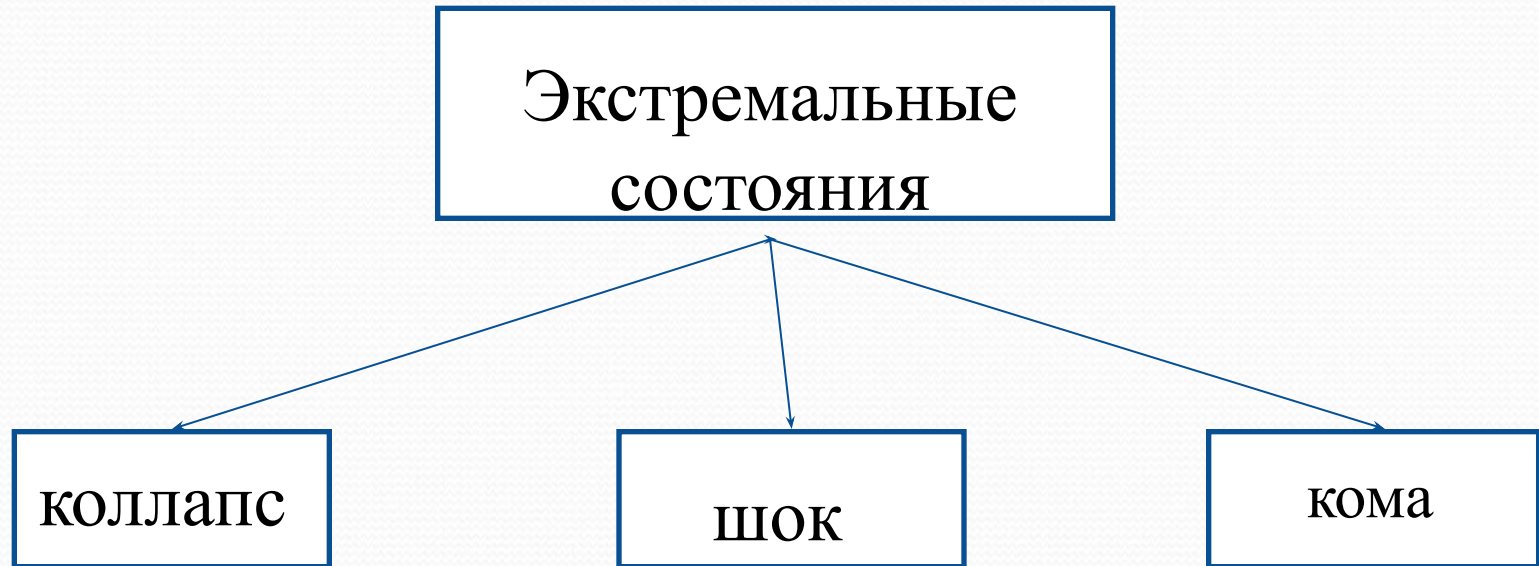 Экстремальные
состояния
коллапс
шок
кома